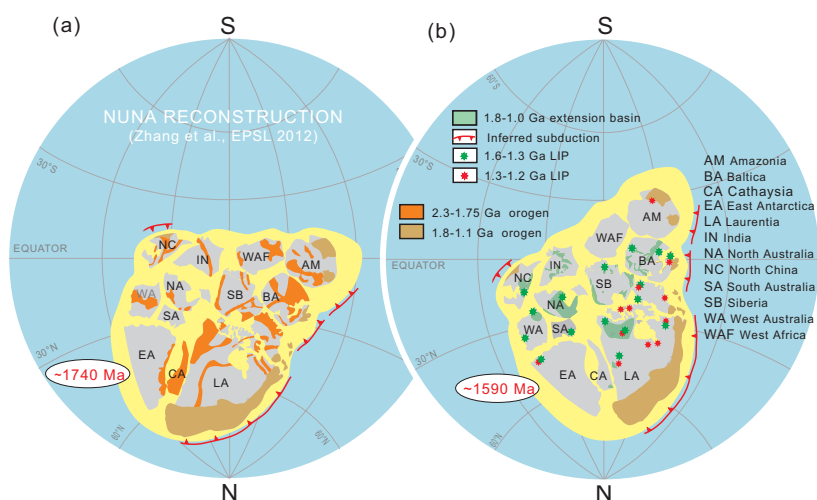 (a)
S
NUNA RECONSTRUCTION
(Zhang et al., EPSL 2012)
30°S
EQUATOR
NC
IN
WAF
AM
WA
NA
SB
BA
SA
30°N
EA
CA
LA
~1740 Ma
60°N
60°N
N
(b)
S
60°S
1.8-1.0 Ga extension basin
Inferred subduction
1.6-1.3 Ga LIP
1.3-1.2 Ga LIP
2.3-1.75 Ga orogen
1.8-1.1 Ga orogen
30°S
EQUATOR
AM
WAF
NC
IN
BA
SB
NA
WA
SA
30°N
EA
CA
LA
~1590 Ma
60°N
60°N
N
AM Amazonia
BA Baltica
CA Cathaysia
EA East Antarctica
LA Laurentia
IN India
NA North Australia
NC North China
SA South Australia
SB Siberia
WA West Australia
WAF West Africa